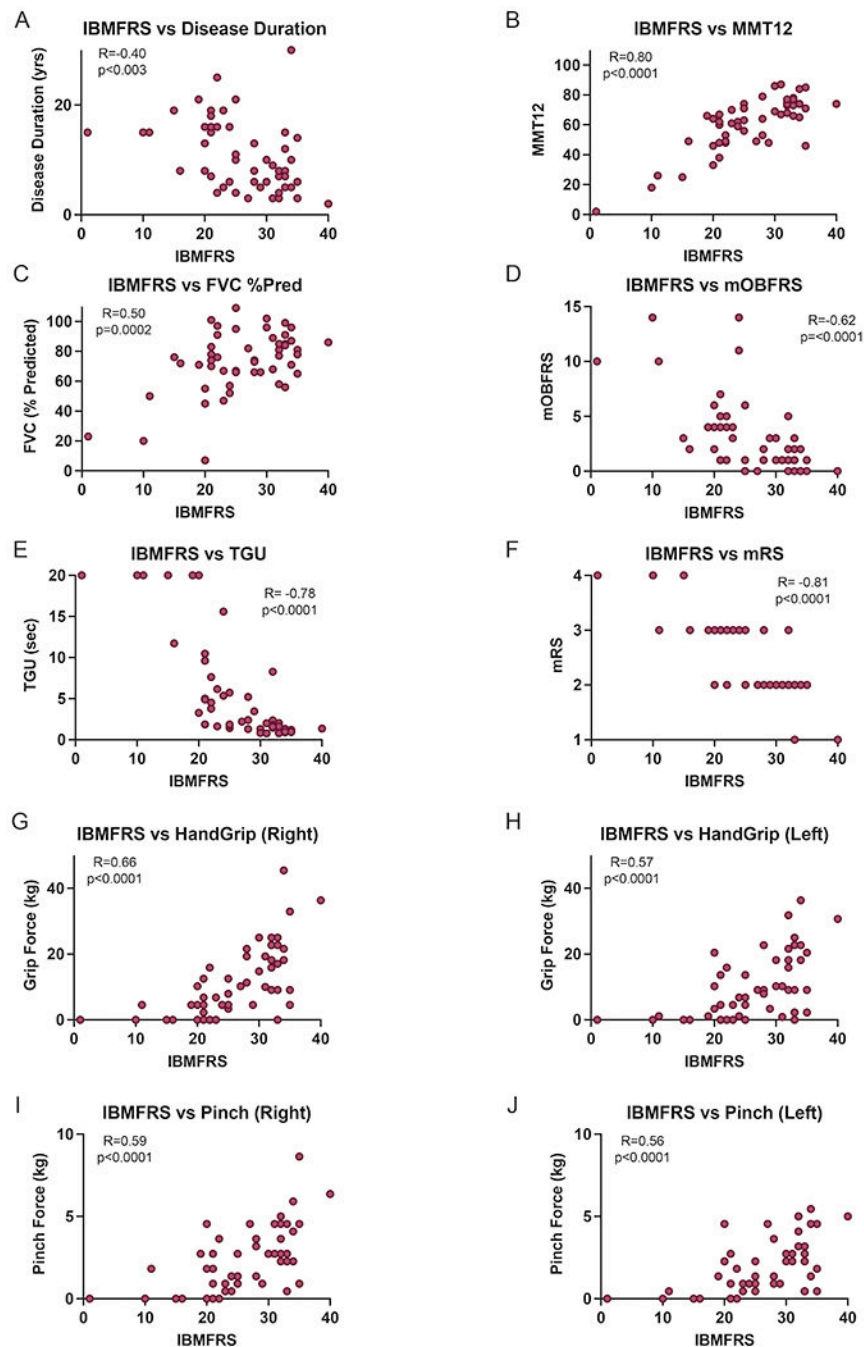 A
IBMFRS vs Disease Duration
R=-0.40
p<0.003
Disease Duration (yrs)
20
0
0 10 20 30 40
IBMFRS
B
IBMFRS vs MMT12
R=0.80
p<0.0001
MMT12
100
80
60
40
20
0
0 10 20 30 40
IBMFRS
C
IBMFRS vs FVC %Pred
R=0.50
p=0.0002
FVC (% Predicted)
100
80
60
40
20
0
0 10 20 30 40
IBMFRS
D
IBMFRS vs mOBFRS
R=-0.62
p=<0.0001
mOBFRS
15
10
5
0
0 10 20 30 40
IBMFRS
E
IBMFRS vs TGU
R= -0.78
p<0.0001
TGU (sec)
20
15
10
5
0
0 10 20 30 40
IBMFRS
F
IBMFRS vs mRS
R= -0.81
p<0.0001
mRS
4
3
2
1
0 10 20 30 40
IBMFRS
G
IBMFRS vs HandGrip (Right)
R=0.66
p<0.0001
Grip Force (kg)
40
20
0
0 10 20 30 40
IBMFRS
H
IBMFRS vs HandGrip (Left)
R=0.57
p<0.0001
Grip Force (kg)
40
20
0
0 10 20 30 40
IBMFRS
I
IBMFRS vs Pinch (Right)
R=0.59
p<0.0001
Pinch Force (kg)
10
5
0
0 10 20 30 40
IBMFRS
J
IBMFRS vs Pinch (Left)
R=0.56
p<0.0001
Pinch Force (kg)
10
5
0
0 10 20 30 40
IBMFRS